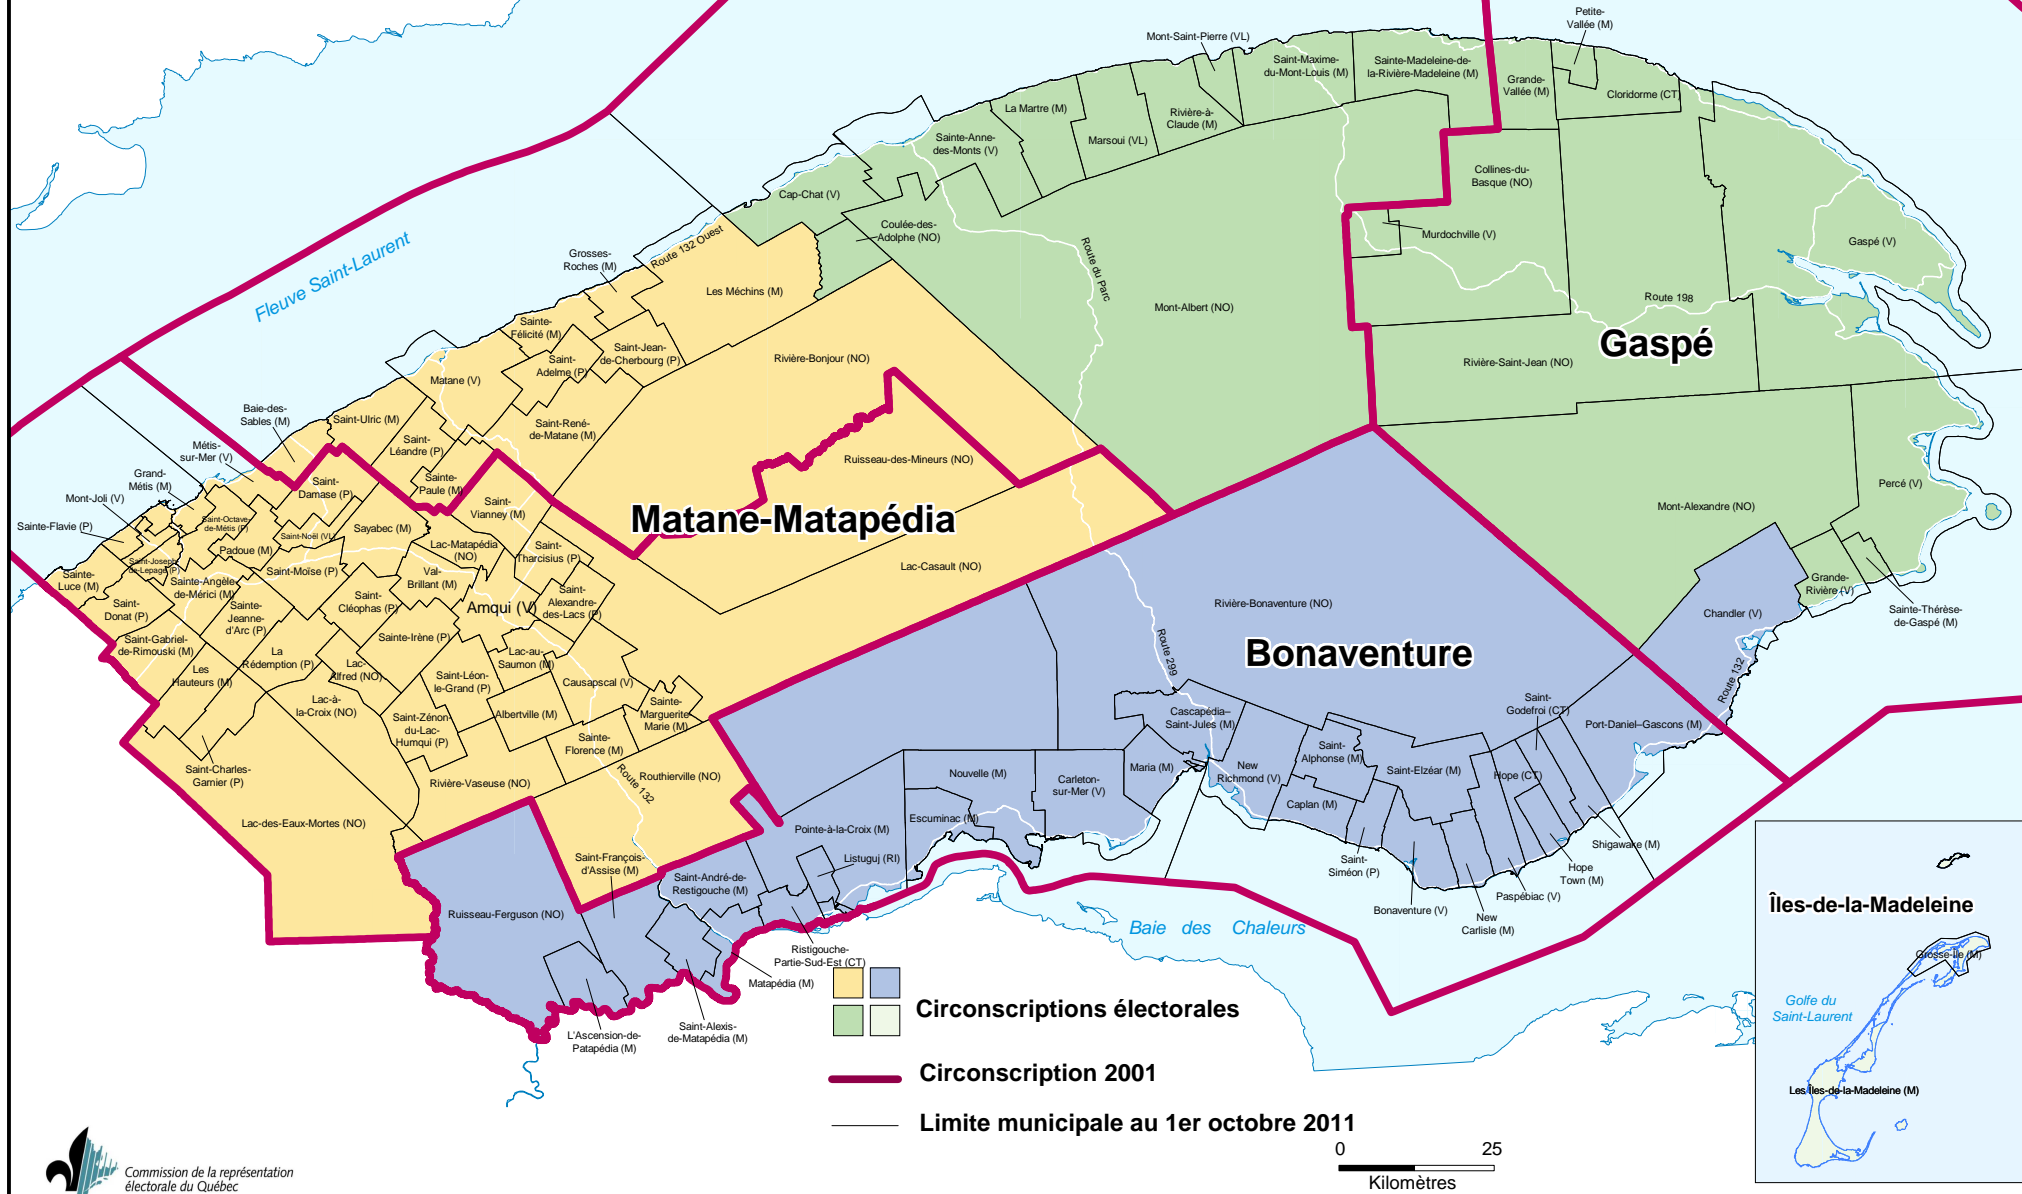 Petite-
Vallée (M)
Mont-Saint-Pierre (VL)
Saint-Maxime-
du-Mont-Louis (M)
Sainte-Madeleine-de-
la-Rivière-Madeleine (M)
Grande-
Vallée (M)
Cloridorme (CT)
La Martre (M)
Marsoui (VL)
Rivière-à-
Claude (M)
Sainte-Anne-
des-Monts (V)
Cap-Chat (V)
Coulée-des-
Adolphe (NO)
Collines-du-
Basque (NO)
Murdochville (V)
Gaspé (V)
Route 198
Route du Parc
Mont-Albert (NO)
Gaspé
Rivière-Saint-Jean (NO)
Mont-Alexandre (NO)
Percé (V)
Grande-
Rivière (V)
Sainte-Thérèse-
de-Gaspé (M)
Fleuve Saint-Laurent
Route 132 Ouest
Grosses-
Roches (M)
Les Méchins (M)
Sainte-
Félicité (M)
Saint-
Adelme (P)
Saint-Jean-
de-Cherbourg (P)
Rivière-Bonjour (NO)
Matane (V)
Saint-René-
de-Matane (M)
Baie-des-
Sables (M)
Saint-Ulric (M)
Saint-
Léandre (P)
Sainte-
Paule (M)
Ruisseau-des-Mineurs (NO)
Matane-Matapédia
Lac-Casault (NO)
Métis-
sur-Mer (V)
Grand-
Métis (M)
Mont-Joli (V)
Sainte-Flavie (P)
Saint-
Damase (P)
Saint-Octave-
de-Métis (P)
Saint-Noël (VL)
Sayabec (M)
Saint-
Vianney (M)
Padoue (M)
Saint-Joseph-
de-Lepage (P)
Saint-Moïse (P)
Lac-Matapédia
(NO)
Saint-
Tharcisius (P)
Sainte-
Luce (M)
Sainte-Angèle-
de-Mérici (M)
Val-
Brillant (M)
Saint-
Donat (P)
Sainte-
Jeanne-
d'Arc (P)
Saint-
Cléophas (P)
Amqui (V)
Saint-
Alexandre-
des-Lacs (P)
Saint-Gabriel-
de-Rimouski (M)
Sainte-Irène (P)
La
Rédemption (P)
Lac-au-
Saumon (M)
Les
Hauteurs (M)
Lac-
Alfred (NO)
Saint-Léon-
le-Grand (P)
Causapscal (V)
Lac-à-
la-Croix (NO)
Albertville (M)
Sainte-
Marguerite-
Marie (M)
Saint-Zénon-
du-Lac-
Humqui (P)
Sainte-
Florence (M)
Saint-Charles-
Garnier (P)
Rivière-Vaseuse (NO)
Route 132
Routhierville (NO)
Lac-des-Eaux-Mortes (NO)
Rivière-Bonaventure (NO)
Bonaventure
Chandler (V)
Route 132
Route 299
Cascapédia–
Saint-Jules (M)
Saint-
Godefroi (CT)
Port-Daniel–Gascons (M)
Saint-
Alphonse (M)
Saint-Elzéar (M)
Hope (CT)
New
Richmond (V)
Maria (M)
Carleton-
sur-Mer (V)
Nouvelle (M)
Caplan (M)
Escuminac (M)
Pointe-à-la-Croix (M)
Listuguj (RI)
Saint-François-
d'Assise (M)
Saint-André-de-
Restigouche (M)
Ruisseau-Ferguson (NO)
Saint-
Siméon (P)
Bonaventure (V)
New
Carlisle (M)
Paspébiac (V)
Hope
Town (M)
Shigawake (M)
Baie des Chaleurs
Ristigouche-
Partie-Sud-Est (CT)
Matapédia (M)
Saint-Alexis-
de-Matapédia (M)
L'Ascension-de-
Patapédia (M)
Circonscriptions électorales
Circonscription 2001
Limite municipale au 1er octobre 2011
0 25
Kilomètres
Îles-de-la-Madeleine
Grosse-Île (M)
Golfe du
Saint-Laurent
Les Îles-de-la-Madeleine (M)
Commission de la représentation
électorale du Québec